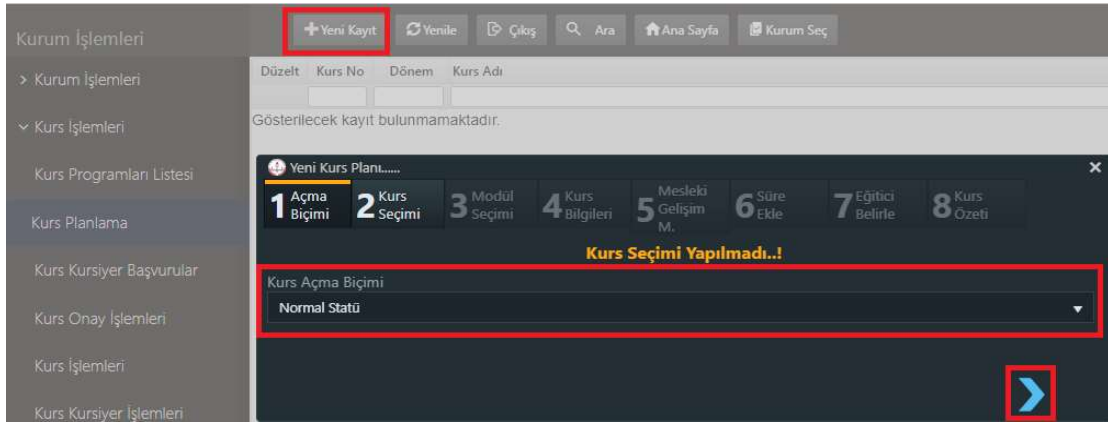 Kurum İşlemleri
Yeni Kayıt Yenile Çıkış Ara Ana Sayfa Kurum Seç
> Kurum İşlemleri
Kurs İşlemleri
Kurs Programları Listesi
Kurs Planlama
Kurs Kursiyer Başvurular
Kurs Onay İşlemleri
Kurs İşlemleri
Kurs Kursiyer İşlemleri
Düzelt Kurs No Dönem Kurs Adı
Gösterilecek kayıt bulunmamaktadır.
Yeni Kurs Planı......
1 Açma Biçimi
2 Kurs Seçimi
3 Modül Seçimi
4 Kurs Bilgileri
5 Mesleki Gelişim M.
6 Süre Ekle
7 Eğitici Belirle
8 Kurs Özeti
Kurs Seçimi Yapılmadı..!
Kurs Açma Biçimi
Normal Statü